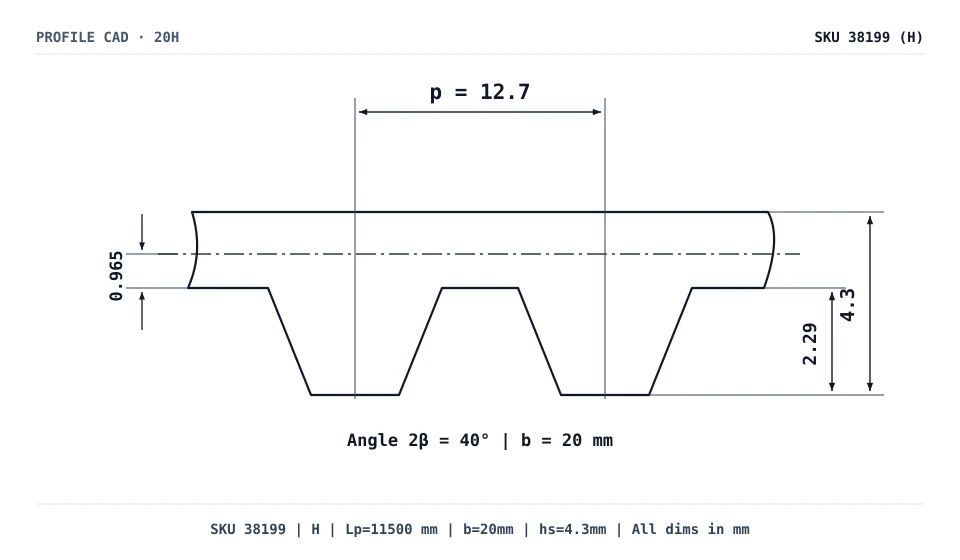 PROFILE CAD · 20H
SKU 38199 (H)
p = 12.7
0.965
4.3
2.29
Angle 2β = 40° | b = 20 mm
SKU 38199 | H | Lp=11500 mm | b=20mm | hs=4.3mm | All dims in mm